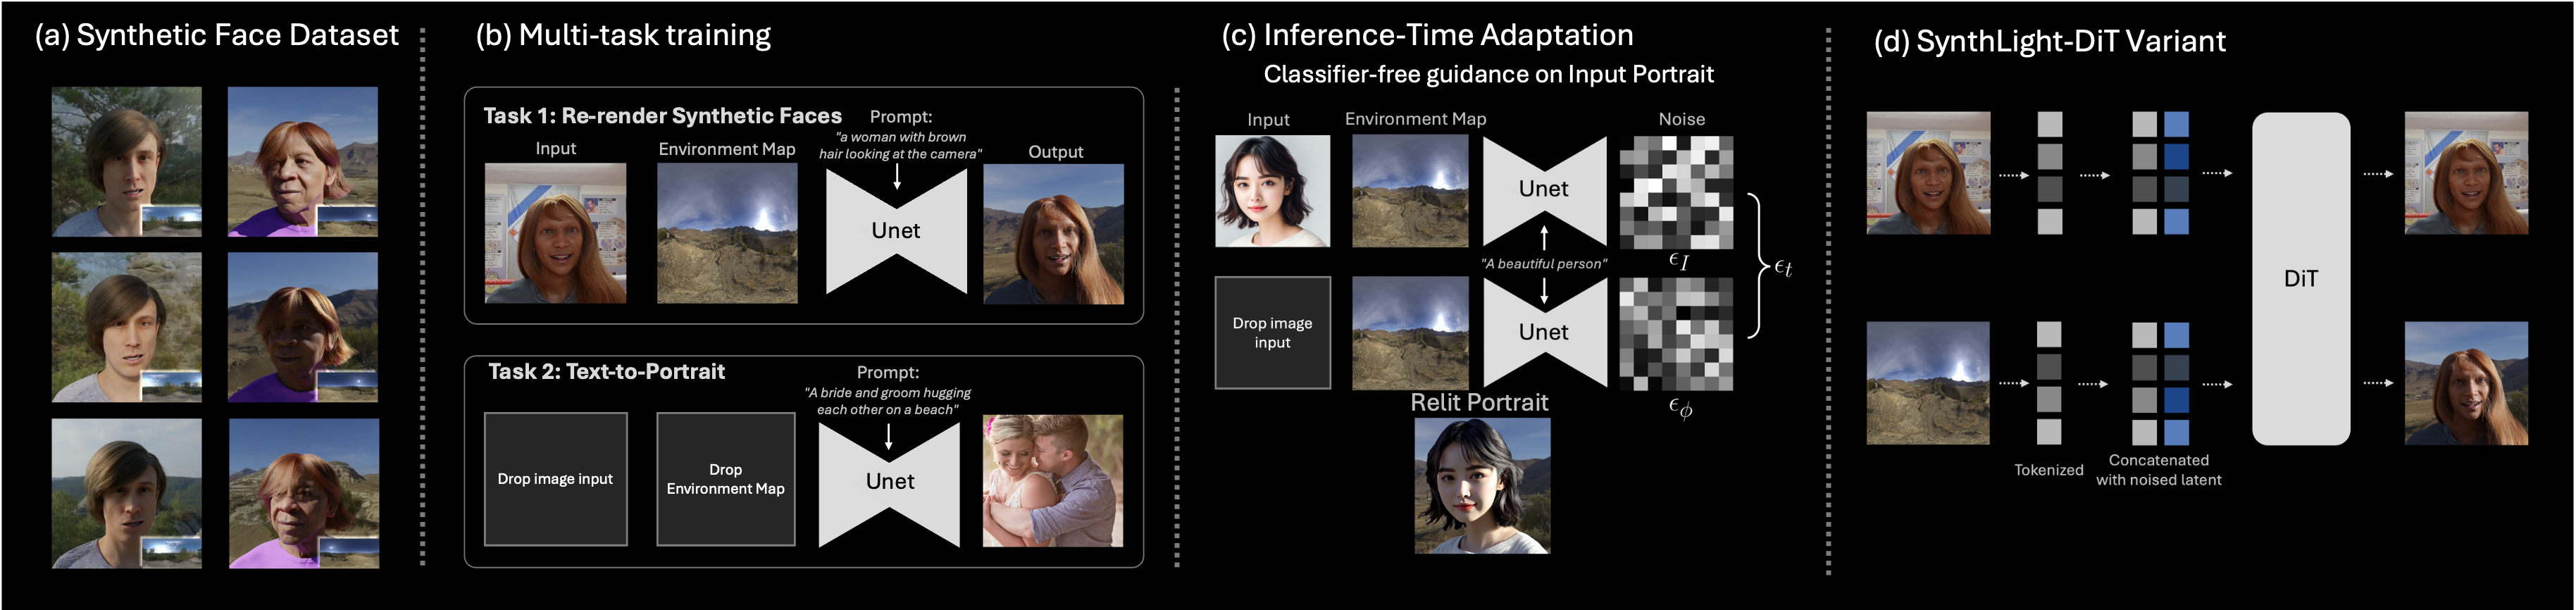 (a) Synthetic Face Dataset
(b) Multi-task training
Task 1: Re-render Synthetic Faces
Prompt:
"a woman with brown
hair looking at the camera"
Input
Environment Map
Output
Unet
Task 2: Text-to-Portrait
Prompt:
"A bride and groom hugging
each other on a beach"
Drop image input
Drop
Environment Map
Unet
(c) Inference-Time Adaptation
Classifier-free guidance on Input Portrait
Input
Environment Map
Noise
Unet
ϵ_I
"A beautiful person"
ϵ_t
Drop image
input
Unet
ϵ_ϕ
Relit Portrait
(d) SynthLight-DiT Variant
DiT
Tokenized
Concatenated
with noised latent